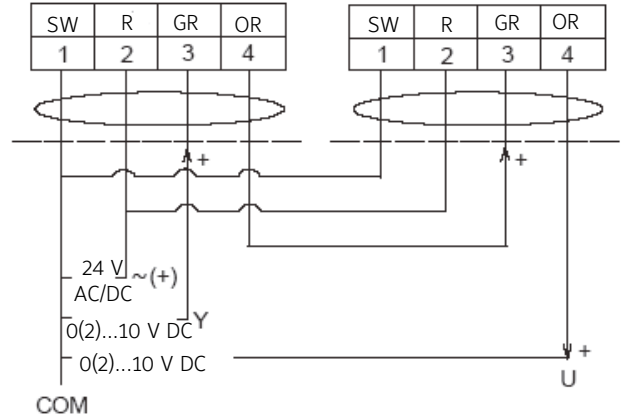 SW R GR OR SW R GR OR
1 2 3 4 1 2 3 4
+ +
24 V ~(+)
AC/DC
0(2)...10 V DC Y
0(2)...10 V DC +
U
COM